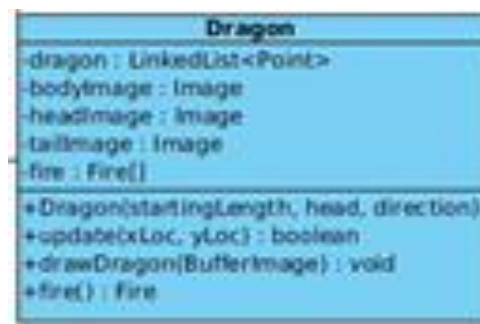 Dragon
-dragon : LinkedList<Point>
-bodyImage : Image
-headImage : Image
-tailImage : Image
-fire : Fire[]
+Dragon(startingLength, head, direction)
+update(xLoc, yLoc) : boolean
+drawDragon(BufferImage) : void
+fire() : Fire